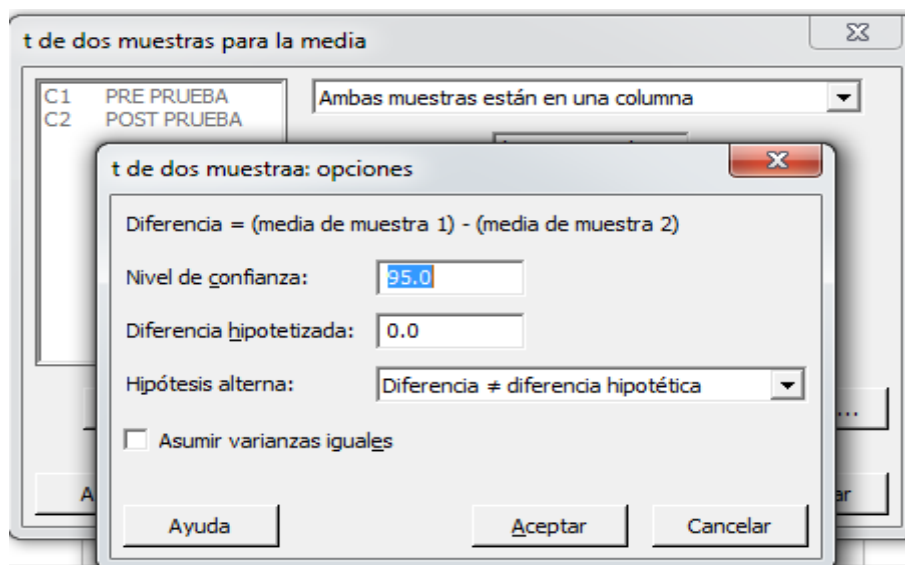 t de dos muestras para la media
C1 PRE PRUEBA
C2 POST PRUEBA
Ambas muestras están en una columna
t de dos muestraa: opciones
Diferencia = (media de muestra 1) - (media de muestra 2)
Nivel de confianza: 95.0
Diferencia hipotetizada: 0.0
Hipótesis alterna: Diferencia ≠ diferencia hipotética
...
Asumir varianzas iguales
A
ar
Ayuda Aceptar Cancelar